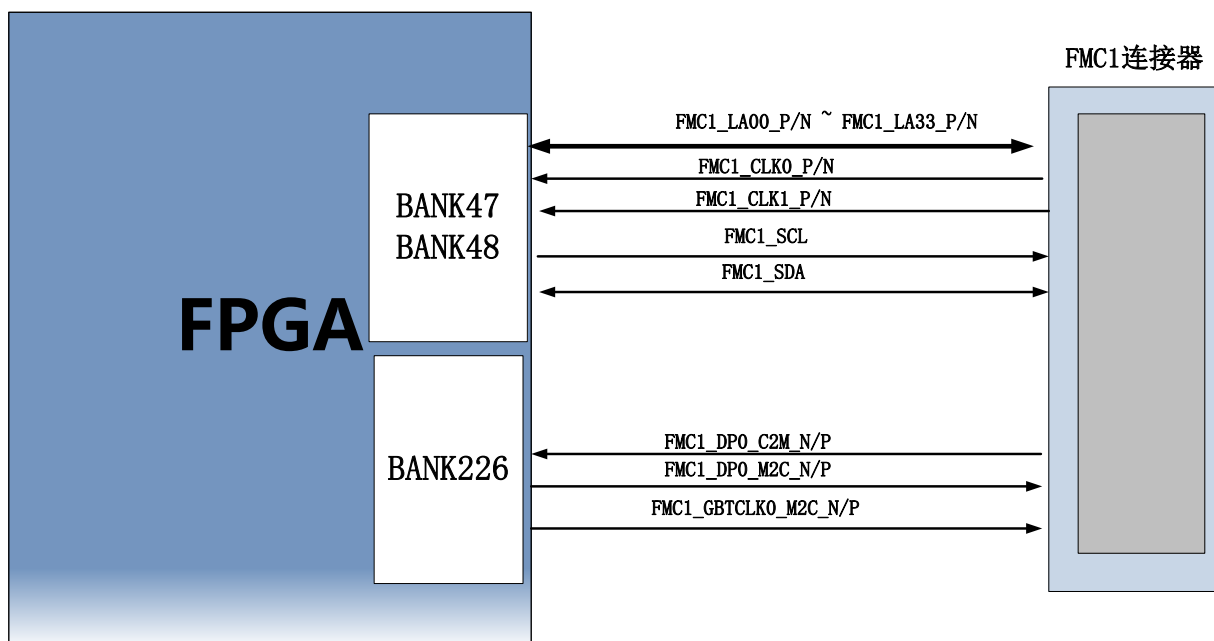 FMC1连接器
FMC1_LA00_P/N ~ FMC1_LA33_P/N
FMC1_CLK0_P/N
FMC1_CLK1_P/N
FMC1_SCL
FMC1_SDA
BANK47
BANK48
FPGA
BANK226
FMC1_DP0_C2M_N/P
FMC1_DP0_M2C_N/P
FMC1_GBTCLK0_M2C_N/P